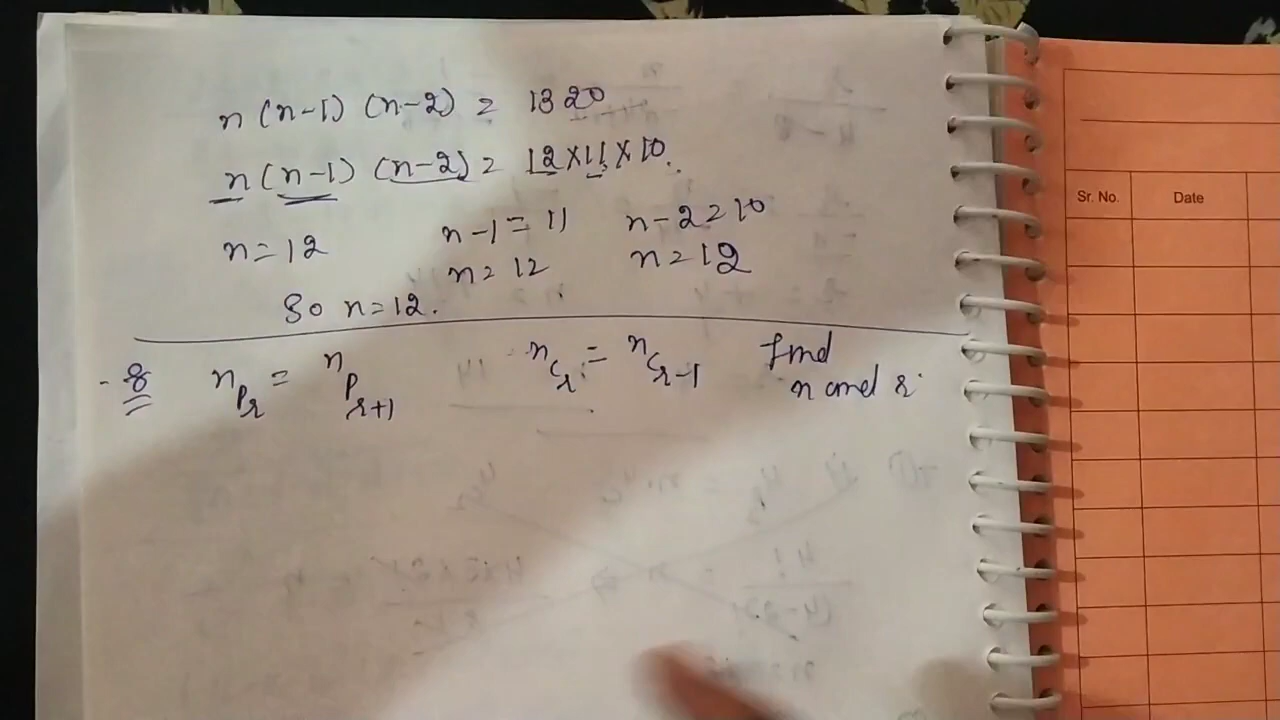 n(n-1) (n-2) = 1320
n(n-1) (n-2) = 12×11×10.
n=12 n-1=11 n-2=10
n=12 n=12
So n=12.
8 nPr = nPr+1 nCr = nCr-1 find
n and r.
Sr. No. Date